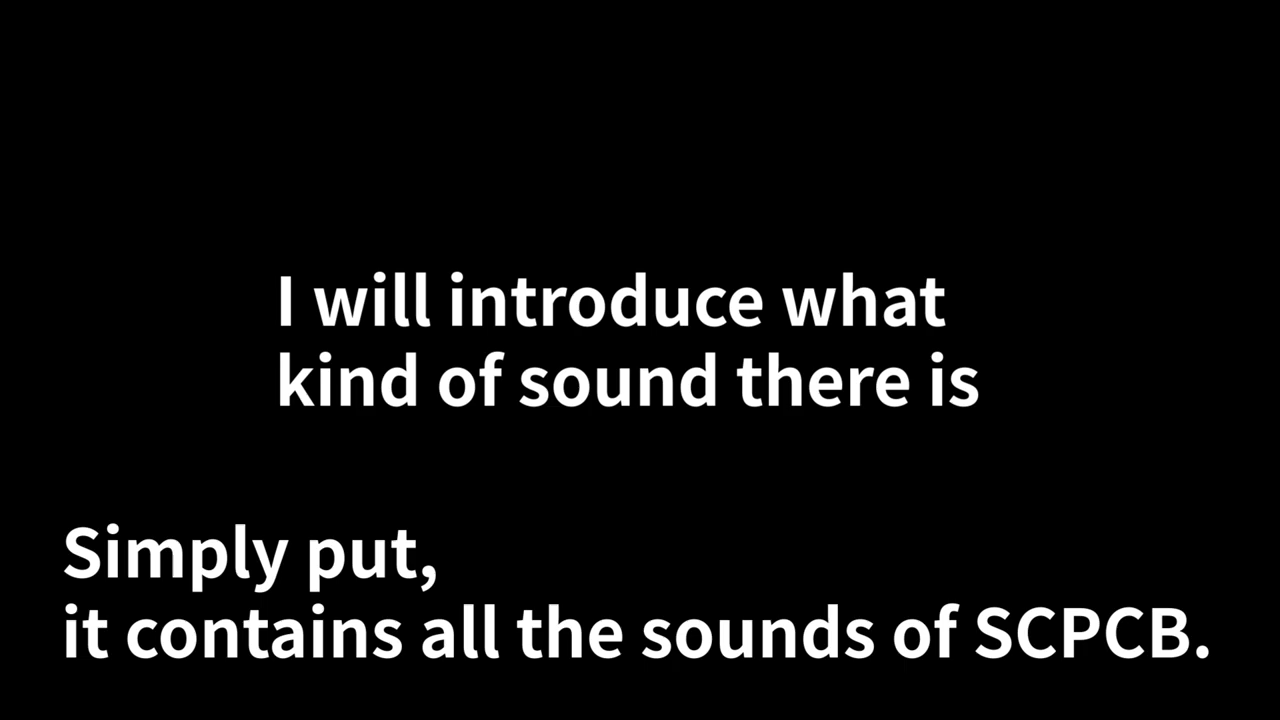 I will introduce what
kind of sound there is
Simply put,
it contains all the sounds of SCPCB.